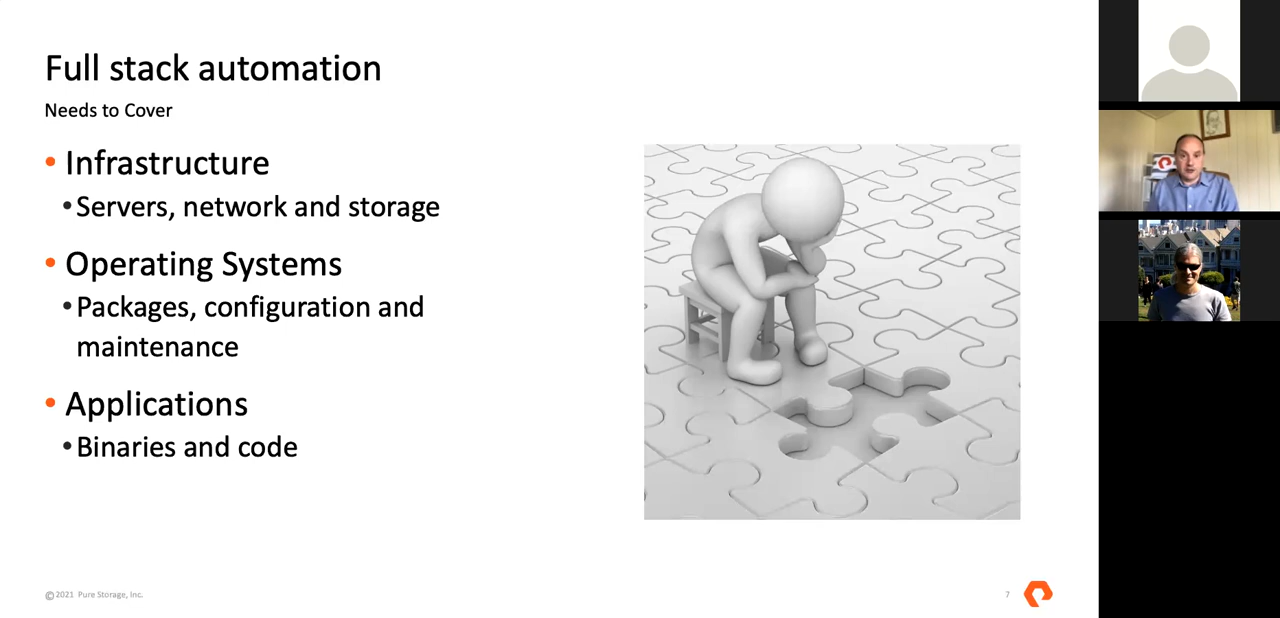 Full stack automation
Needs to Cover
• Infrastructure
• Servers, network and storage
• Operating Systems
• Packages, configuration and
maintenance
• Applications
• Binaries and code
©2021 Pure Storage, Inc.
7